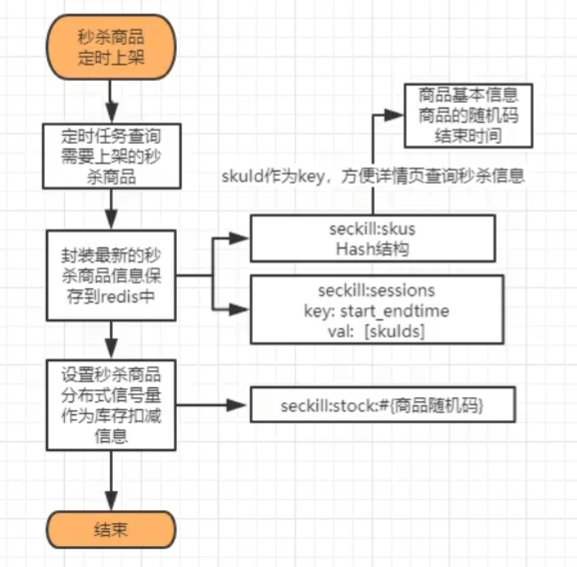 秒杀商品
定时上架
商品基本信息
商品的随机码
结束时间
定时任务查询
需要上架的秒
杀商品
skuId作为key，方便详情页查询秒杀信息
seckill:skus
Hash结构
封装最新的秒
杀商品信息保
存到redis中
seckill:sessions
key: start_endtime
val: [skuIds]
设置秒杀商品
分布式信号量
作为库存扣减
信息
seckill:stock:#{商品随机码}
结束